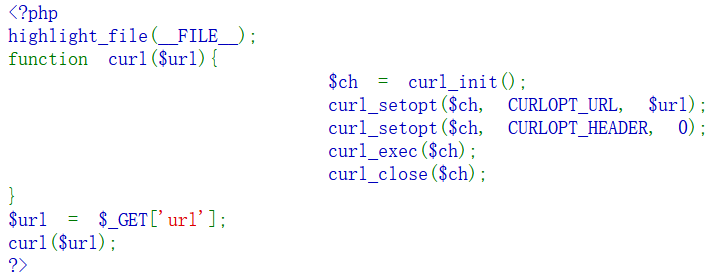 <?php
highlight_file(__FILE__);
function curl($url){
$ch = curl_init();
curl_setopt($ch, CURLOPT_URL, $url);
curl_setopt($ch, CURLOPT_HEADER, 0);
curl_exec($ch);
curl_close($ch);
}
$url = $_GET['url'];
curl($url);
?>